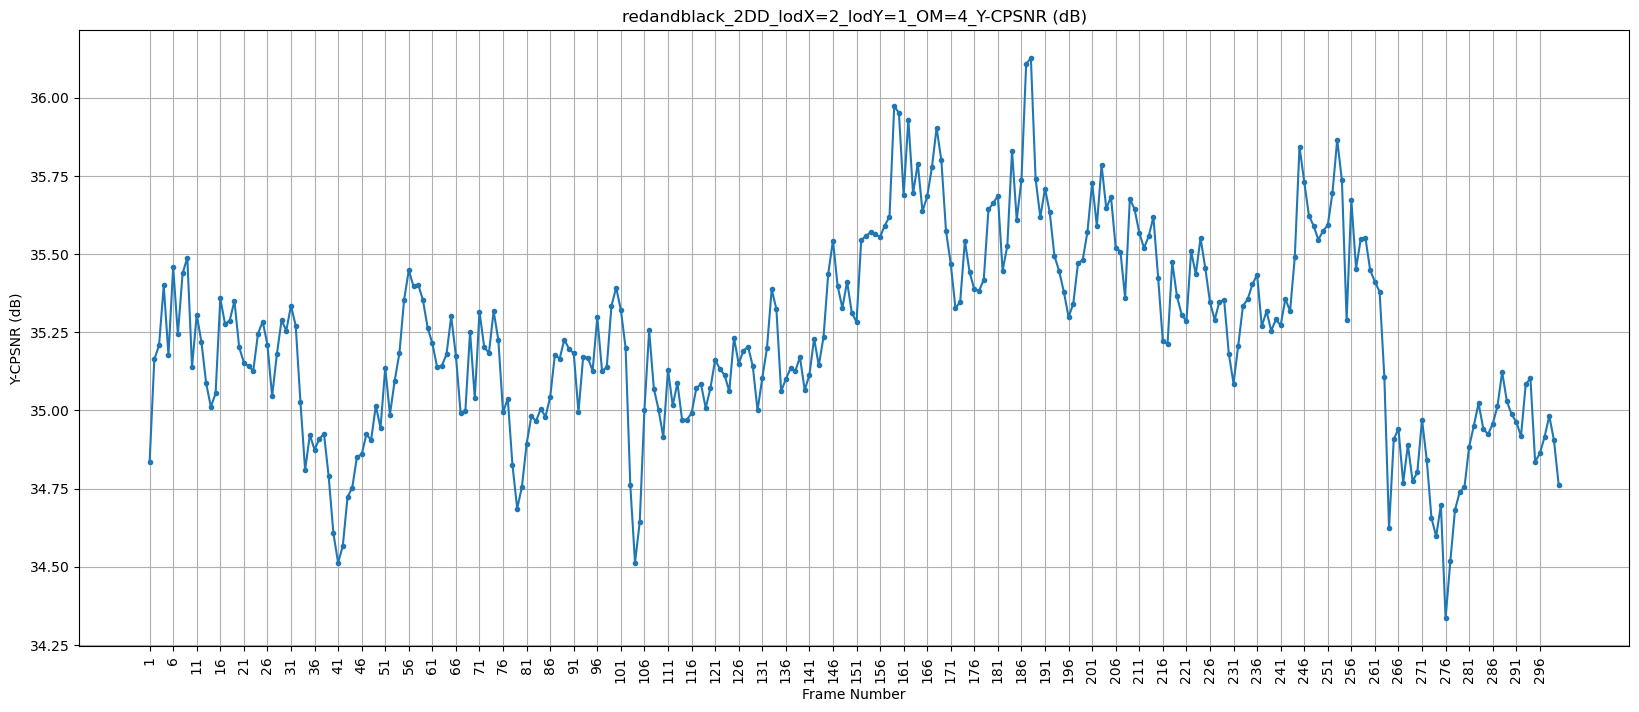 redandblack_2DD_lodX=2_lodY=1_OM=4_Y-CPSNR (dB)
Y-CPSNR (dB)
36.00
35.75
35.50
35.25
35.00
34.75
34.50
34.25
1 6 11 16 21 26 31 36 41 46 51 56 61 66 71 76 81 86 91 96 101 106 111 116 121 126 131 136 141 146 151 156 161 166 171 176 181 186 191 196 201 206 211 216 221 226 231 236 241 246 251 256 261 266 271 276 281 286 291 296
Frame Number